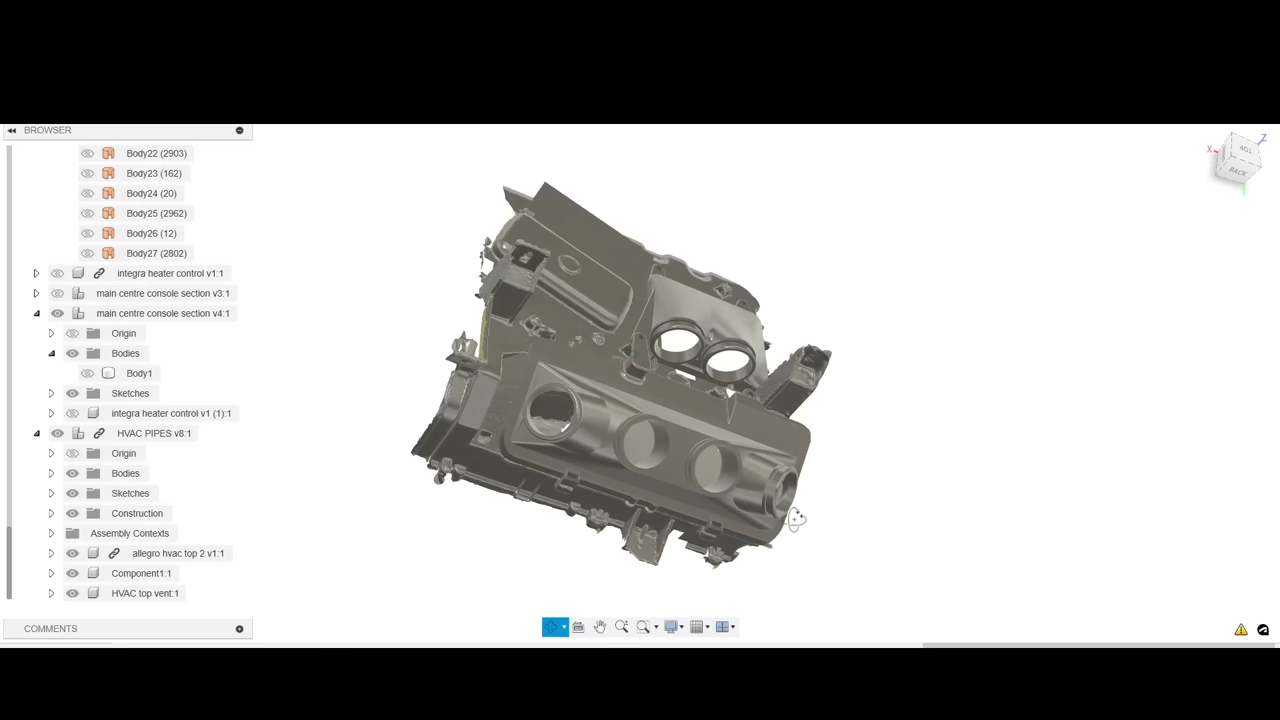 BROWSER
Body22 (2903)
Body23 (162)
Body24 (20)
Body25 (2962)
Body26 (12)
Body27 (2802)
integra heater control v1:1
main centre console section v3:1
main centre console section v4:1
Origin
Bodies
Body1
Sketches
integra heater control v1 (1):1
HVAC PIPES v8:1
Origin
Bodies
Sketches
Construction
Assembly Contexts
allegro hvac top 2 v1:1
Component1:1
HVAC top vent:1
COMMENTS
X
Z
TOP
BACK